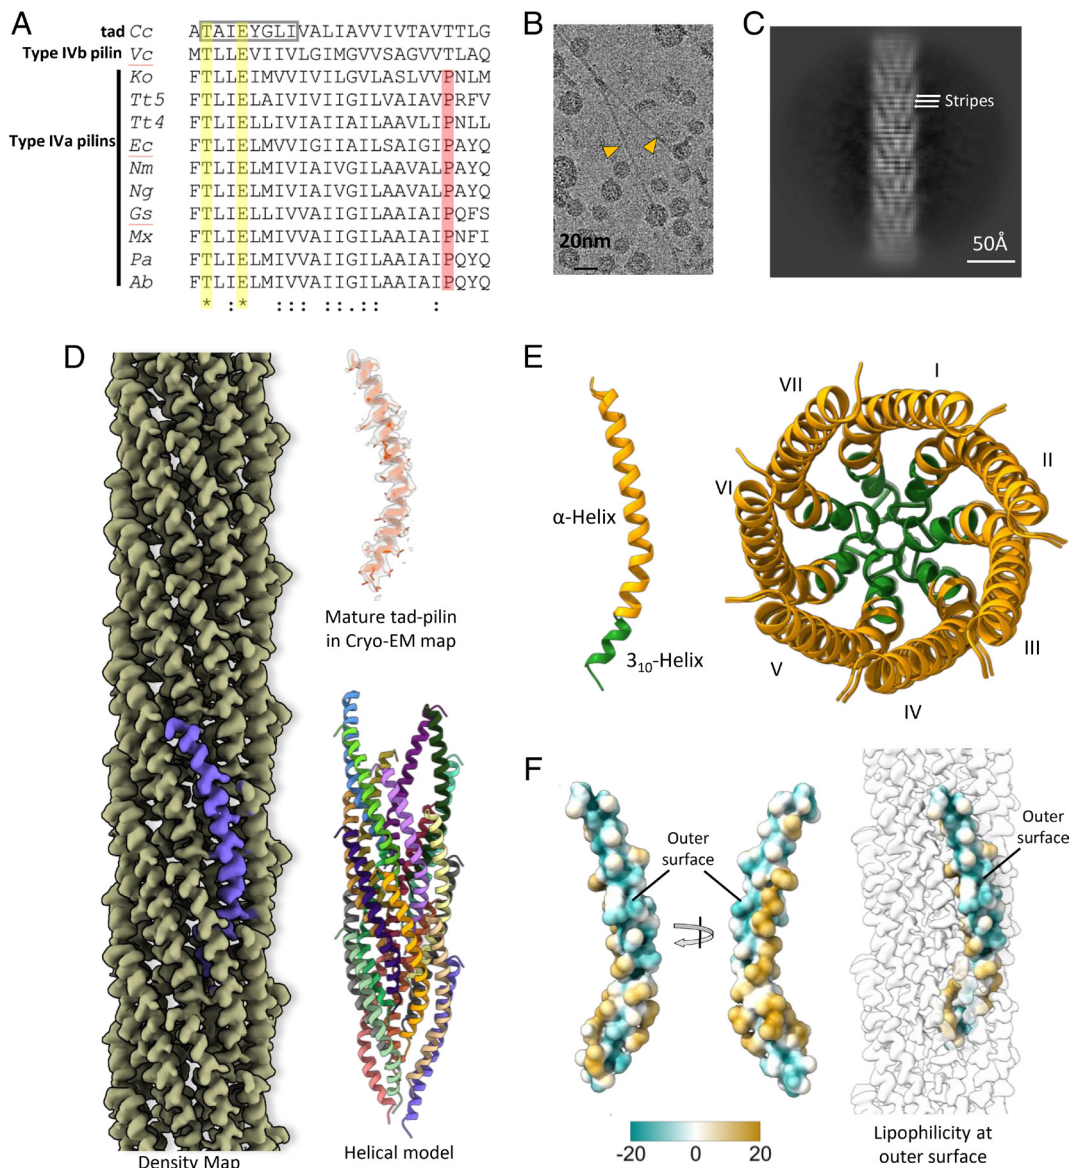 A
tad Cc ATAIEYGLIVALIAVVIVTAVTTLG
Type IVb pilin Vc MTLLEVIIVLGIMGVVSAGVVTLAQ
Ko FTLLEIMVVIVILGVLASLVVPNLM
Tt5 FTLIELAIVIVIIGILVAIAVPRFV
Tt4 FTLIELLIVIAIIAILAAVLIPNLL
Type IVa pilins
Ec FTLIELMVVIGIIAILSAIGIPAYQ
Nm FTLIELMIVIAIVGILAAVALPAYQ
Ng FTLIELMIVIAIVGILAAVALPAYQ
Gs FTLIELLIVVAIIGILAAIAIPQFS
Mx FTLIELMIVVAIIGILAAIAIPNFI
Pa FTLIELMIVVAIIGILAAIAIPQYQ
Ab FTLIELMIVVAIIGILAAIAIPQYQ
* :* ::: ::.:: :
B
20nm
C
Stripes
50Å
D
Mature tad-pilin
in Cryo-EM map
Density Map
Helical model
E
α-Helix
3₁₀-Helix
I
II
III
IV
V
VI
VII
F
Outer
surface
Outer
surface
-20 0 20
Lipophilicity at
outer surface